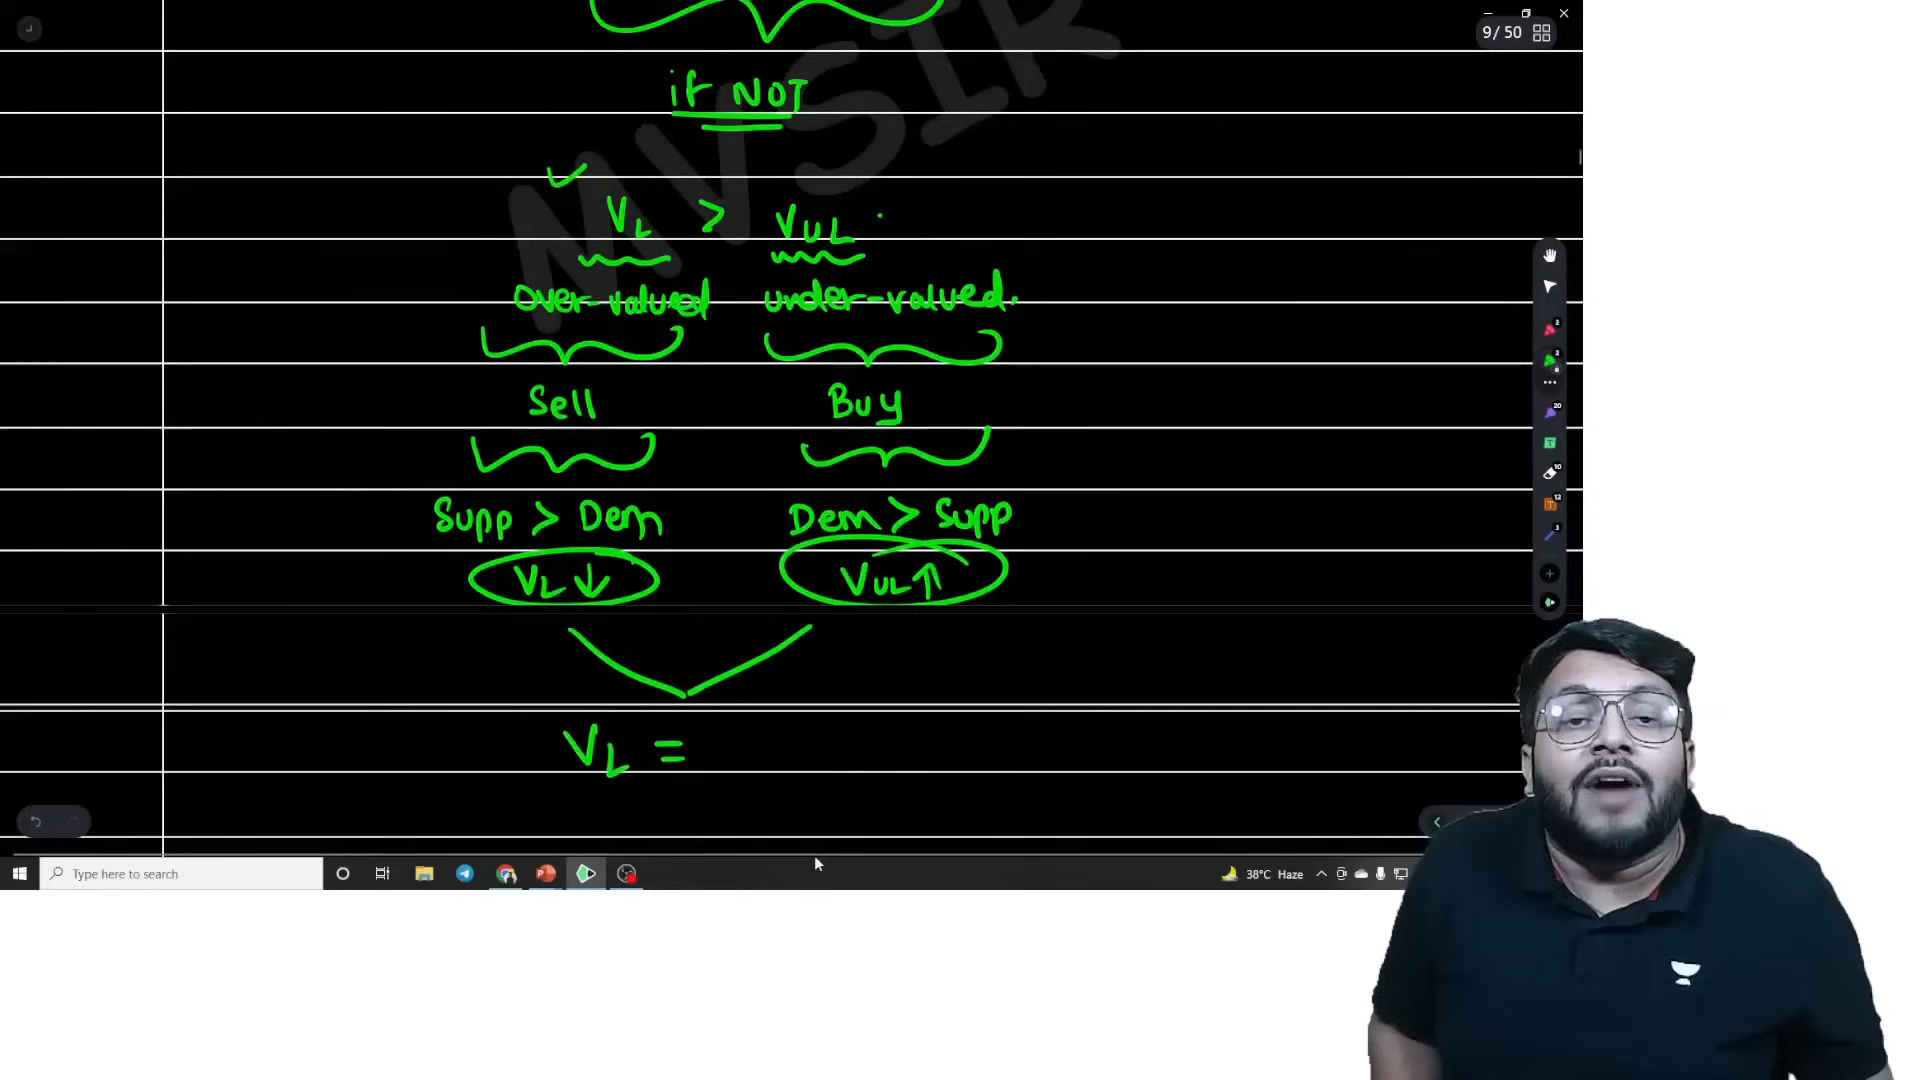 9/50
if NOT
MVSIR
VL > VUL
Over-valued under-valued.
Sell Buy
Supp > Dem Dem > Supp
VL ↓ VUL ↑
VL =
Type here to search
38°C Haze